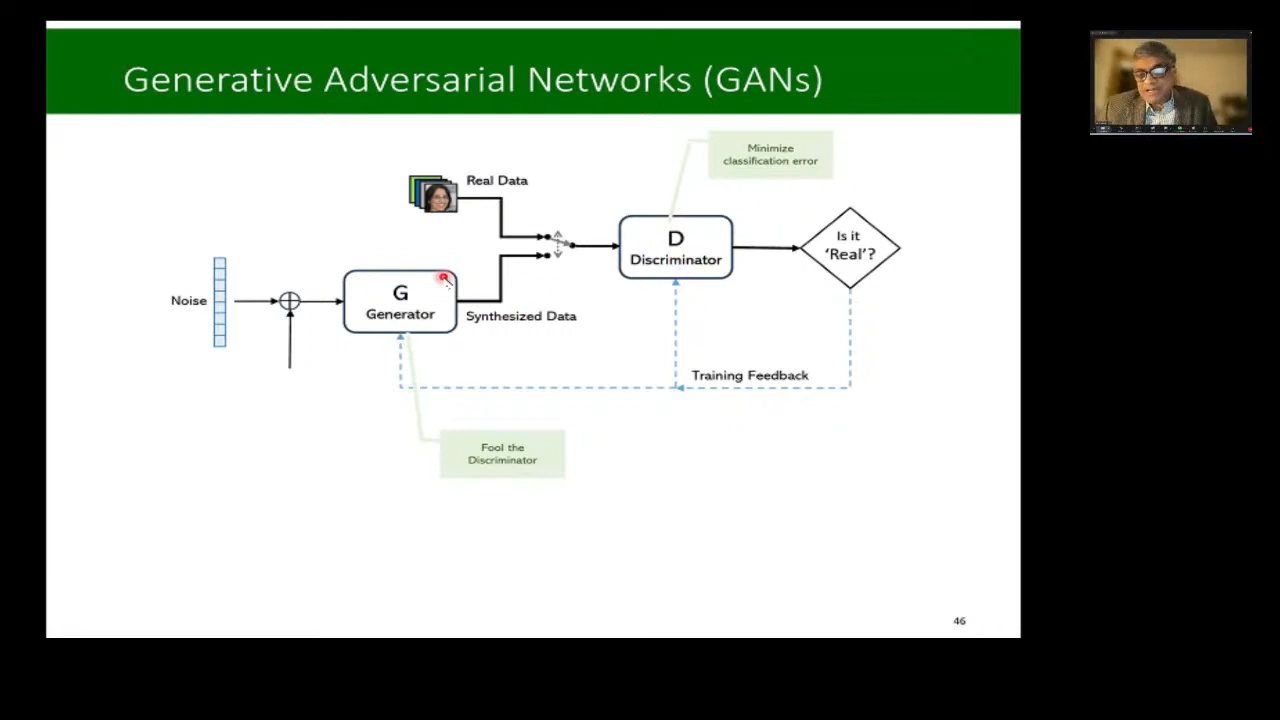 Generative Adversarial Networks (GANs)
Minimize
classification error
Real Data
D
Discriminator
Is it
'Real'?
Noise
G
Generator
Synthesized Data
Training Feedback
Fool the
Discriminator
46